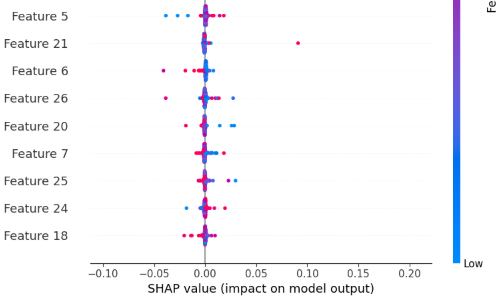 Fe
Feature 5
Feature 21
Feature 6
Feature 26
Feature 20
Feature 7
Feature 25
Feature 24
Feature 18
Low
−0.10 −0.05 0.00 0.05 0.10 0.15 0.20
SHAP value (impact on model output)